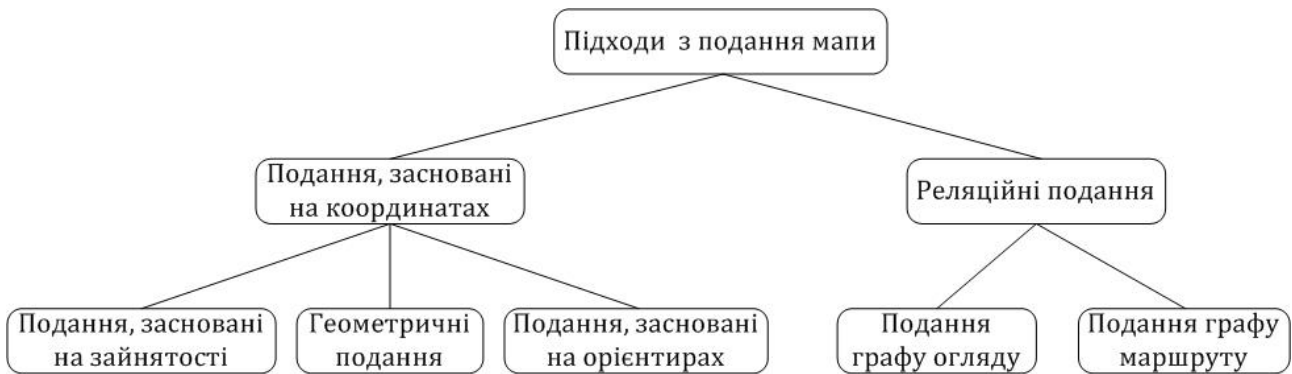 Підходи з подання мапи
Подання, засновані
на координатах
Реляційні подання
Подання, засновані
на зайнятості
Геометричні
подання
Подання, засновані
на орієнтирах
Подання
графу огляду
Подання графу
маршруту